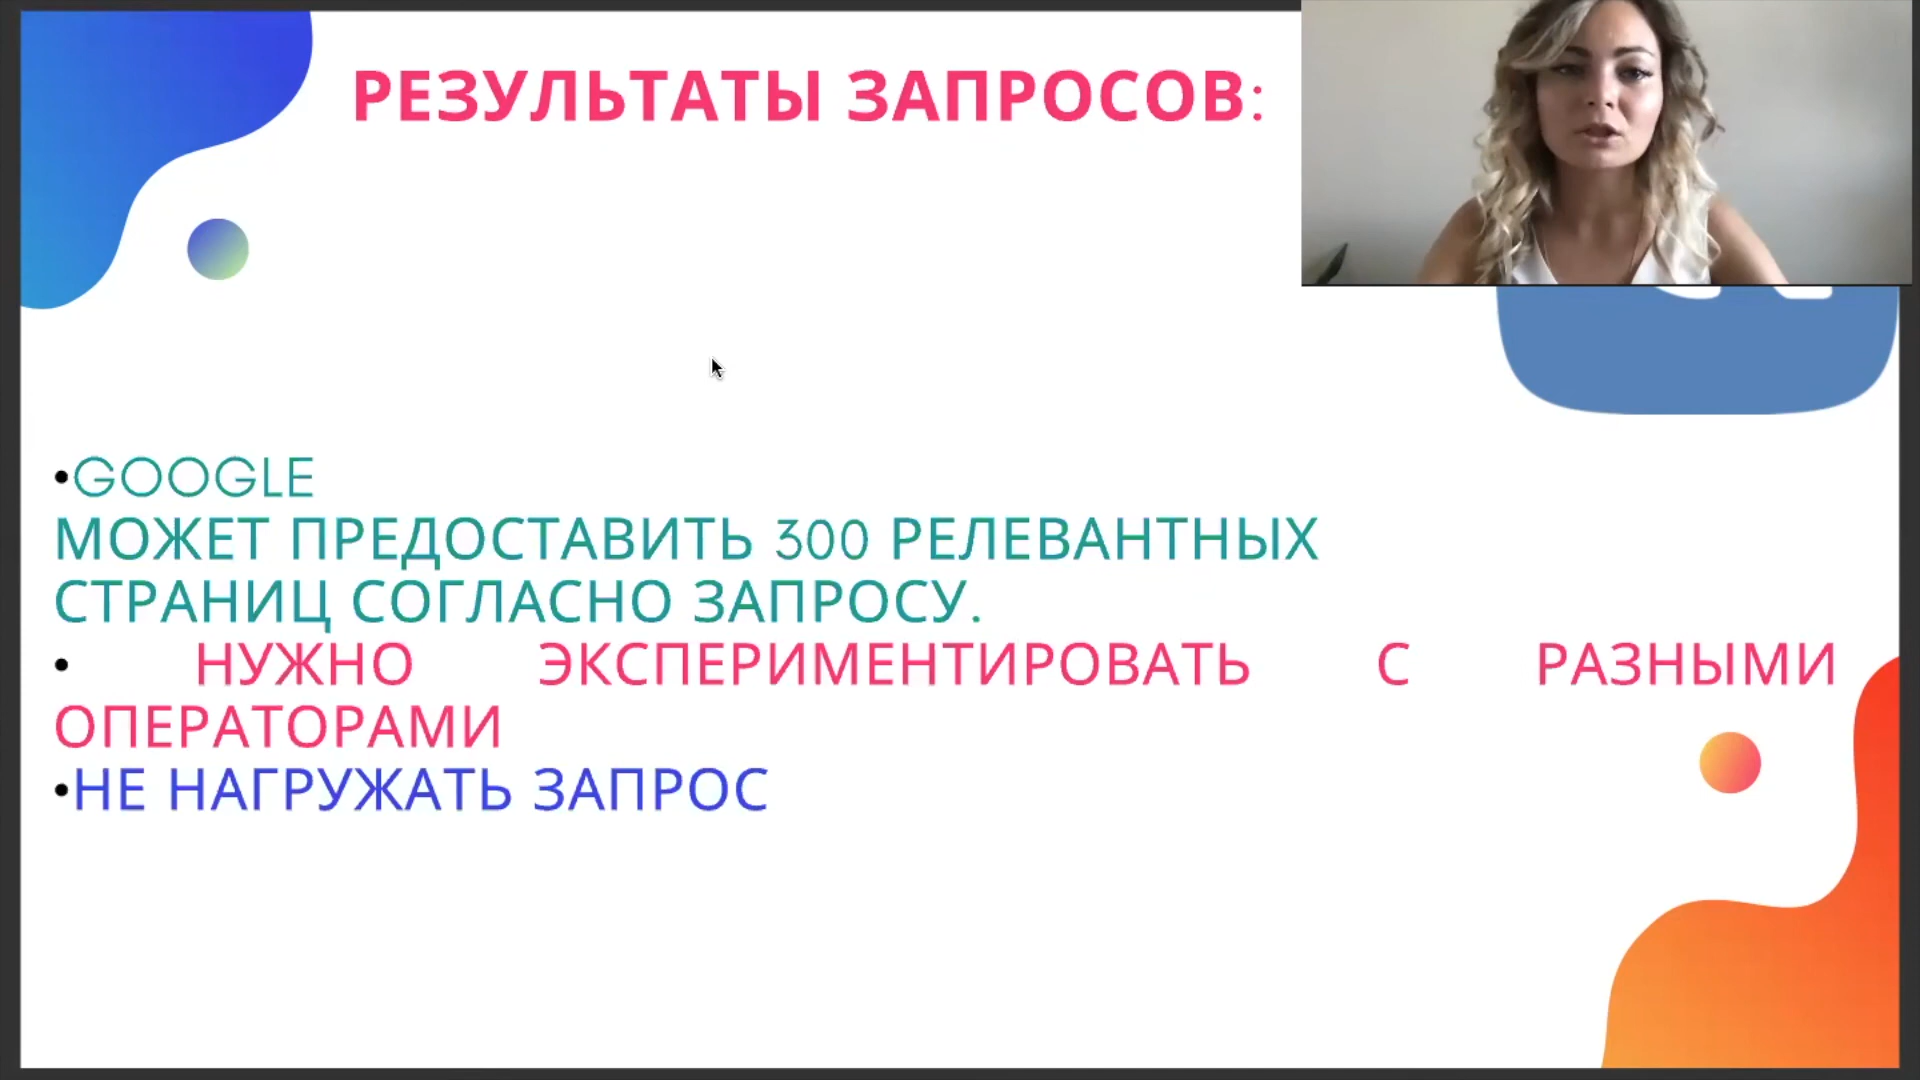 РЕЗУЛЬТАТЫ ЗАПРОСОВ:
•GOOGLE
МОЖЕТ ПРЕДОСТАВИТЬ 300 РЕЛЕВАНТНЫХ
СТРАНИЦ СОГЛАСНО ЗАПРОСУ.
• НУЖНО ЭКСПЕРИМЕНТИРОВАТЬ С РАЗНЫМИ
ОПЕРАТОРАМИ
•НЕ НАГРУЖАТЬ ЗАПРОС